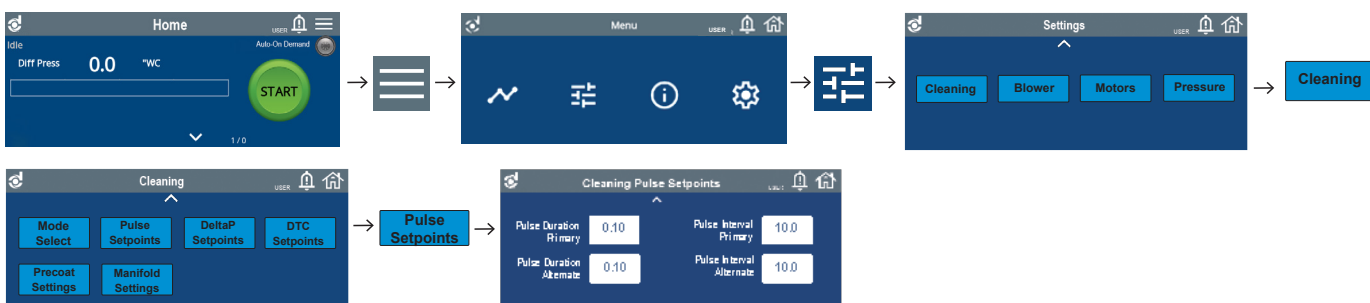 Home
USER
Idle
Auto-On Demand
Diff Press 0.0 "WC
START
1 / 0
Menu
USER
Settings
USER
Cleaning Blower Motors Pressure
Cleaning
Cleaning
USER
Mode Select
Pulse Setpoints
DeltaP Setpoints
DTC Setpoints
Precoat Settings
Manifold Settings
Pulse Setpoints
Cleaning Pulse Setpoints
USER
Pulse Duration Primary 0.10
Pulse Interval Primary 10.0
Pulse Duration Alternate 0.10
Pulse Interval Alternate 10.0